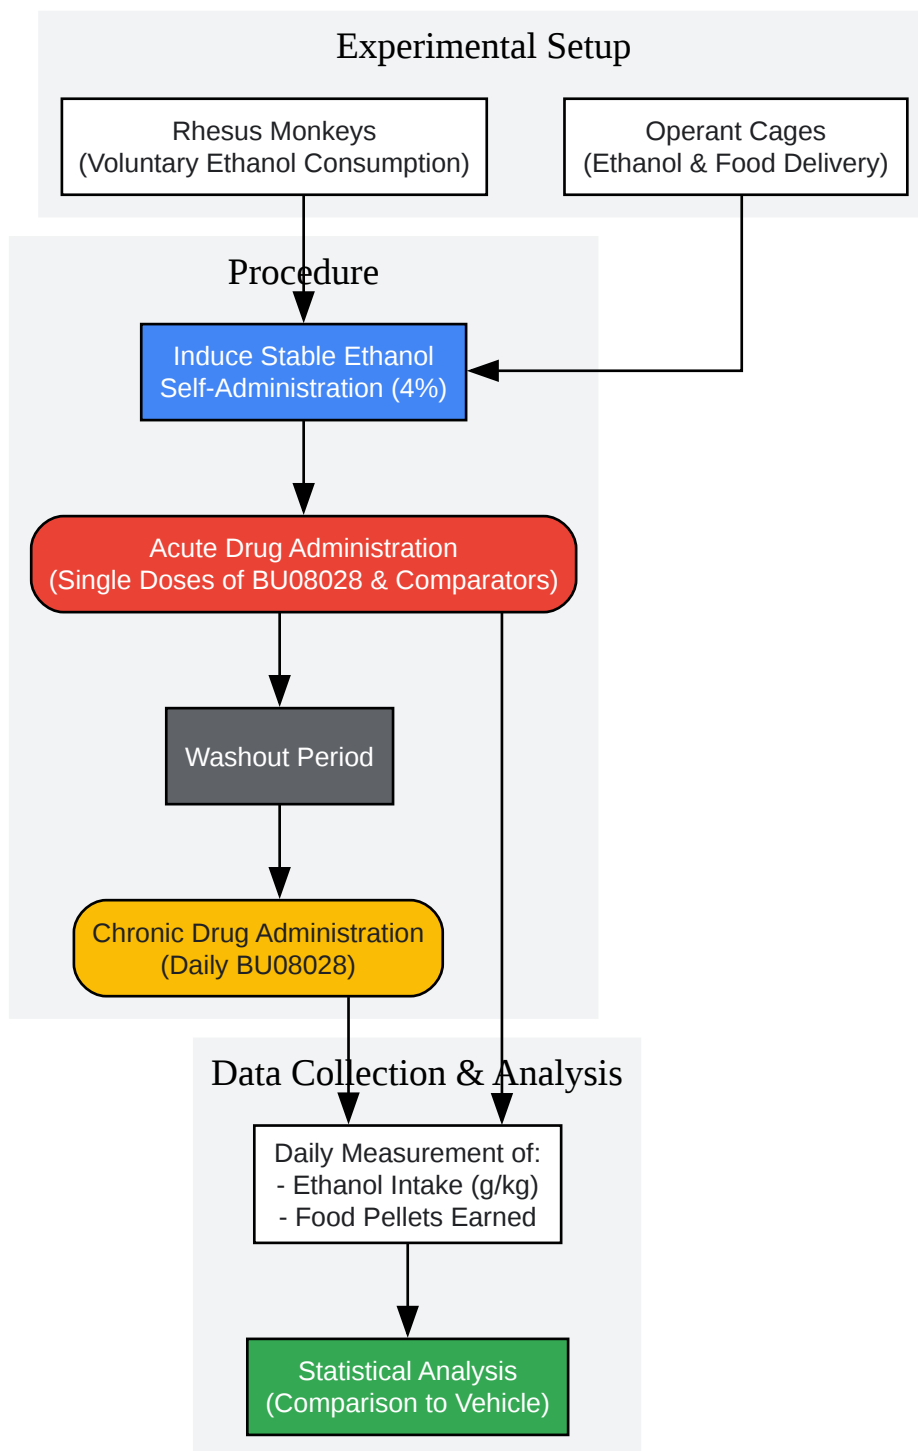 Experimental Setup
Rhesus Monkeys
(Voluntary Ethanol Consumption)
Operant Cages
(Ethanol & Food Delivery)
Procedure
Induce Stable Ethanol
Self-Administration (4%)
Acute Drug Administration
(Single Doses of BU08028 & Comparators)
Washout Period
Chronic Drug Administration
(Daily BU08028)
Data Collection & Analysis
Daily Measurement of:
- Ethanol Intake (g/kg)
- Food Pellets Earned
Statistical Analysis
(Comparison to Vehicle)